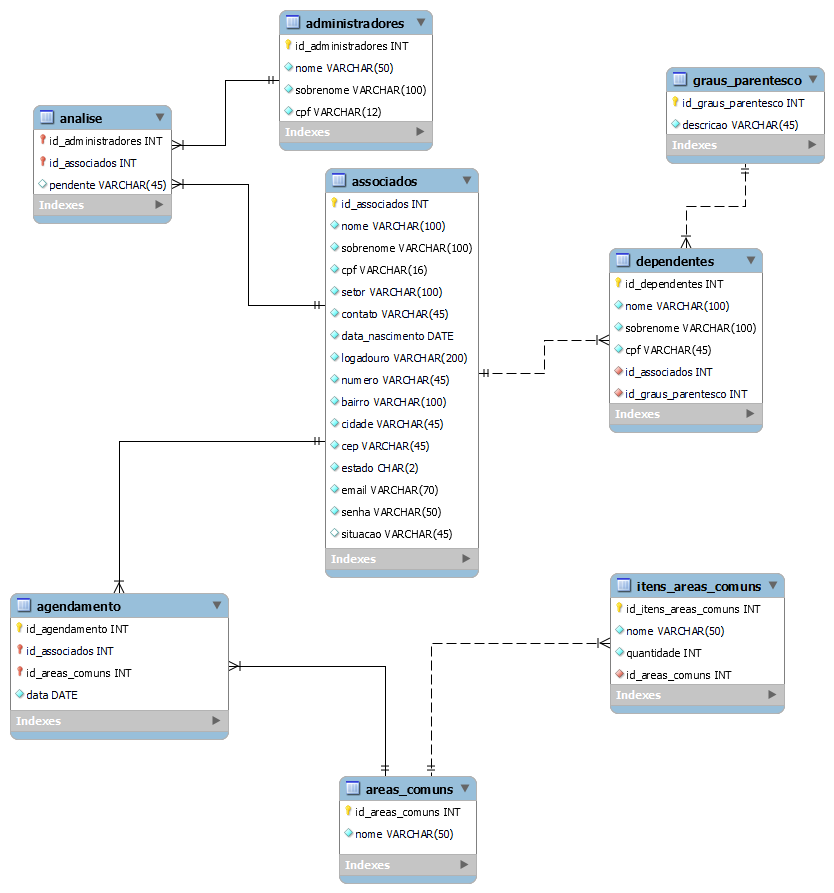 administradores
id_administradores INT
nome VARCHAR(50)
sobrenome VARCHAR(100)
cpf VARCHAR(12)
Indexes
graus_parentesco
id_graus_parentesco INT
descricao VARCHAR(45)
Indexes
analise
id_administradores INT
id_associados INT
pendente VARCHAR(45)
Indexes
associados
id_associados INT
nome VARCHAR(100)
sobrenome VARCHAR(100)
cpf VARCHAR(16)
setor VARCHAR(100)
contato VARCHAR(45)
data_nascimento DATE
logadouro VARCHAR(200)
numero VARCHAR(45)
bairro VARCHAR(100)
cidade VARCHAR(45)
cep VARCHAR(45)
estado CHAR(2)
email VARCHAR(70)
senha VARCHAR(50)
situacao VARCHAR(45)
Indexes
dependentes
id_dependentes INT
nome VARCHAR(100)
sobrenome VARCHAR(100)
cpf VARCHAR(45)
id_associados INT
id_graus_parentesco INT
Indexes
agendamento
id_agendamento INT
id_associados INT
id_areas_comuns INT
data DATE
Indexes
itens_areas_comuns
id_itens_areas_comuns INT
nome VARCHAR(50)
quantidade INT
id_areas_comuns INT
Indexes
areas_comuns
id_areas_comuns INT
nome VARCHAR(50)
Indexes